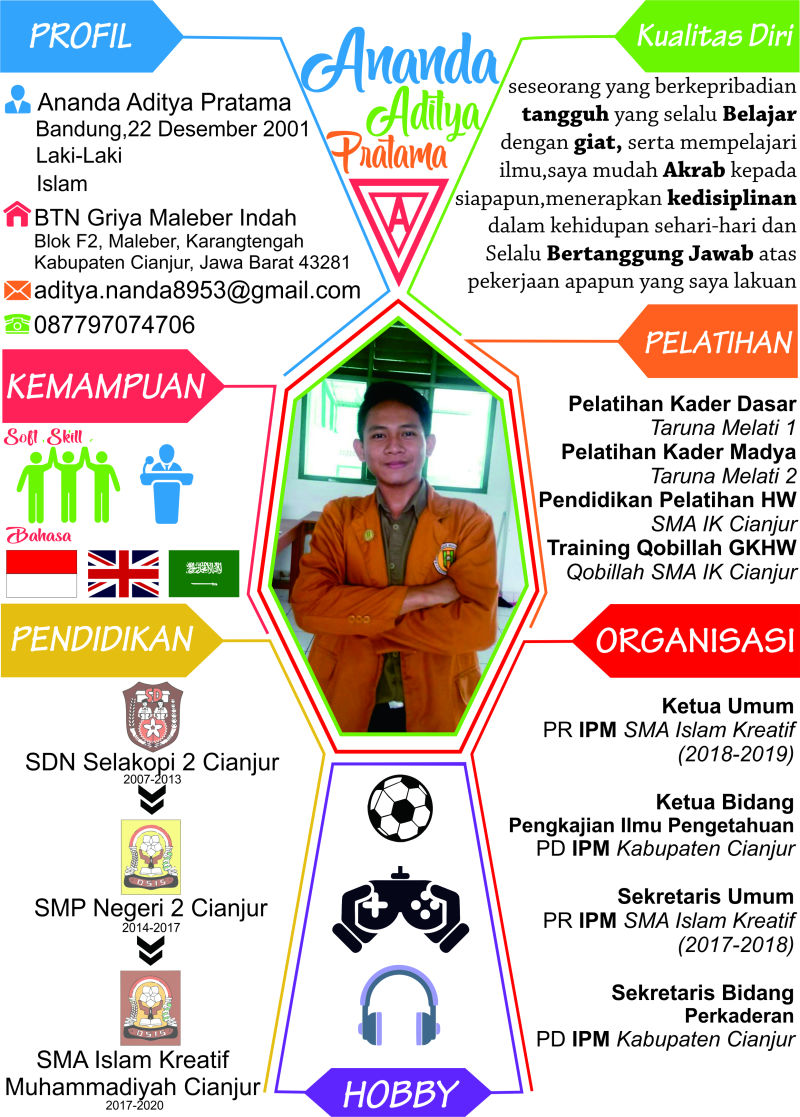 PROFIL
Ananda Aditya Pratama
Bandung,22 Desember 2001
Laki-Laki
Islam
BTN Griya Maleber Indah
Blok F2, Maleber, Karangtengah
Kabupaten Cianjur, Jawa Barat 43281
aditya.nanda8953@gmail.com
087797074706
Ananda
Aditya
Pratama
A
Kualitas Diri
seseorang yang berkepribadian
tangguh yang selalu Belajar
dengan giat, serta mempelajari
ilmu,saya mudah Akrab kepada
siapapun,menerapkan kedisiplinan
dalam kehidupan sehari-hari dan
Selalu Bertanggung Jawab atas
pekerjaan apapun yang saya lakuan
KEMAMPUAN
Soft Skill
Bahasa
PELATIHAN
Pelatihan Kader Dasar
Taruna Melati 1
Pelatihan Kader Madya
Taruna Melati 2
Pendidikan Pelatihan HW
SMA IK Cianjur
Training Qobillah GKHW
Qobillah SMA IK Cianjur
PENDIDIKAN
SD
SDN Selakopi 2 Cianjur
2007-2013
OSIS
SMP Negeri 2 Cianjur
2014-2017
OSIS
SMA Islam Kreatif
Muhammadiyah Cianjur
2017-2020
ORGANISASI
Ketua Umum
PR IPM SMA Islam Kreatif
(2018-2019)
Ketua Bidang
Pengkajian Ilmu Pengetahuan
PD IPM Kabupaten Cianjur
Sekretaris Umum
PR IPM SMA Islam Kreatif
(2017-2018)
Sekretaris Bidang
Perkaderan
PD IPM Kabupaten Cianjur
HOBBY